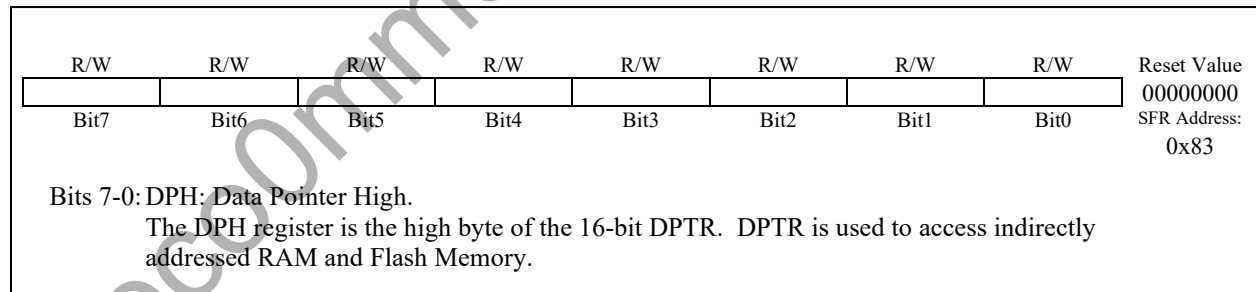 R/W R/W R/W R/W R/W R/W R/W R/W Reset Value
00000000
Bit7 Bit6 Bit5 Bit4 Bit3 Bit2 Bit1 Bit0 SFR Address:
0x83
Bits 7-0: DPH: Data Pointer High.
The DPH register is the high byte of the 16-bit DPTR. DPTR is used to access indirectly
addressed RAM and Flash Memory.